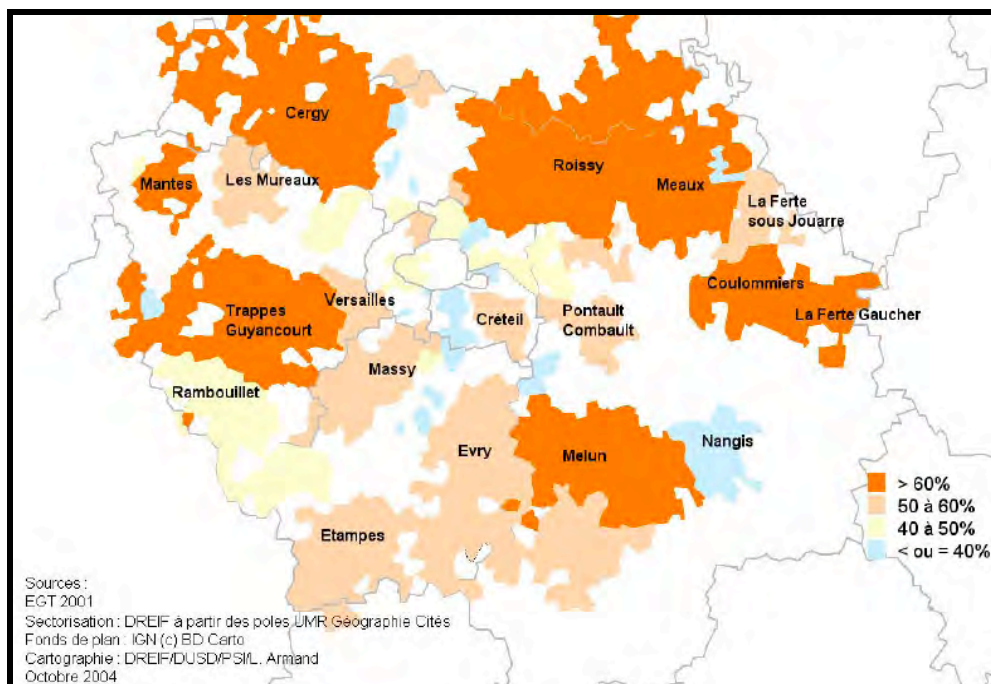 Cergy
Roissy
Mantes
Les Mureaux
Meaux
La Ferte
sous Jouarre
Coulommiers
Trappes
Guyancourt
Versailles
Créteil
Pontault
Combault
La Ferte Gaucher
Massy
Rambouillet
Evry
Melun
Nangis
Etampes
> 60%
50 à 60%
40 à 50%
< ou = 40%
Sources :
EGT 2001
Sectorisation : DREIF à partir des poles UMR Géographie Cités
Fonds de plan : IGN (c) BD Carto
Cartographie : DREIF/DUSD/PSI/L. Armand
Octobre 2004